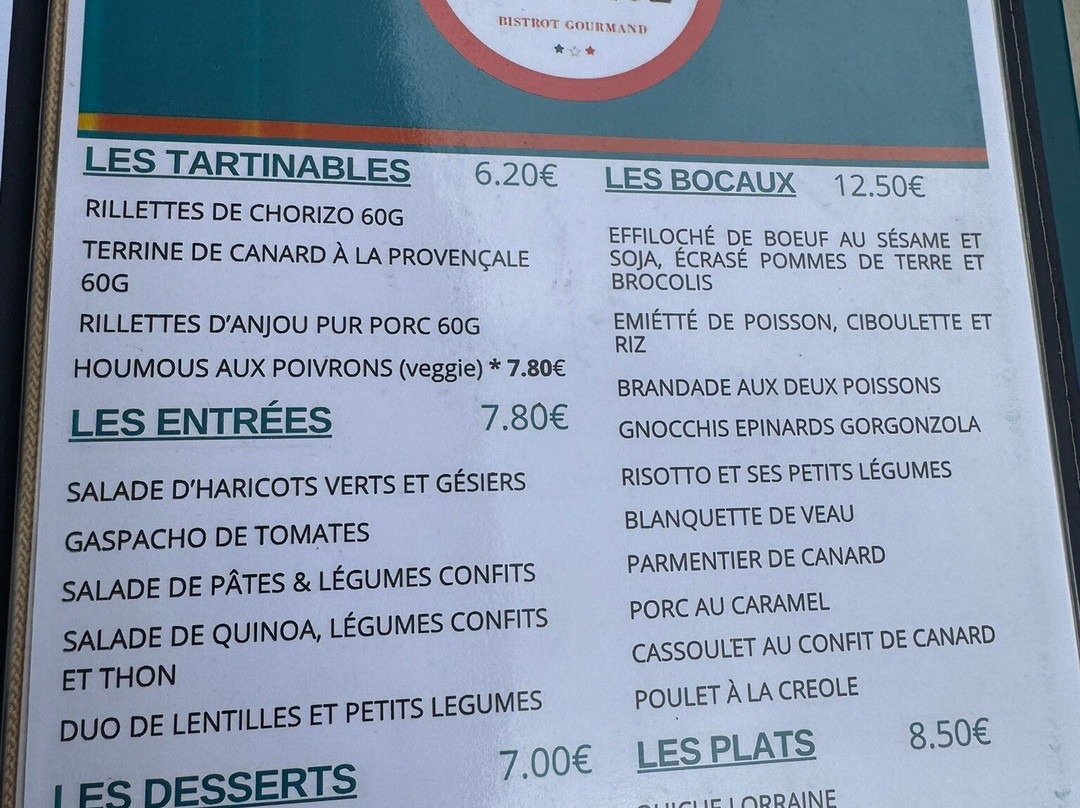 BISTROT GOURMAND
LES TARTINABLES 6.20€
RILLETTES DE CHORIZO 60G
TERRINE DE CANARD À LA PROVENÇALE
60G
RILLETTES D'ANJOU PUR PORC 60G
HOUMOUS AUX POIVRONS (veggie) * 7.80€
LES ENTRÉES 7.80€
SALADE D'HARICOTS VERTS ET GÉSIERS
GASPACHO DE TOMATES
SALADE DE PÂTES & LÉGUMES CONFITS
SALADE DE QUINOA, LÉGUMES CONFITS
ET THON
DUO DE LENTILLES ET PETITS LEGUMES
LES DESSERTS 7.00€
LES BOCAUX 12.50€
EFFILOCHÉ DE BOEUF AU SÉSAME ET
SOJA, ÉCRASÉ POMMES DE TERRE ET
BROCOLIS
EMIÉTTÉ DE POISSON, CIBOULETTE ET
RIZ
BRANDADE AUX DEUX POISSONS
GNOCCHIS EPINARDS GORGONZOLA
RISOTTO ET SES PETITS LÉGUMES
BLANQUETTE DE VEAU
PARMENTIER DE CANARD
PORC AU CARAMEL
CASSOULET AU CONFIT DE CANARD
POULET À LA CREOLE
LES PLATS 8.50€
QUICHE LORRAINE